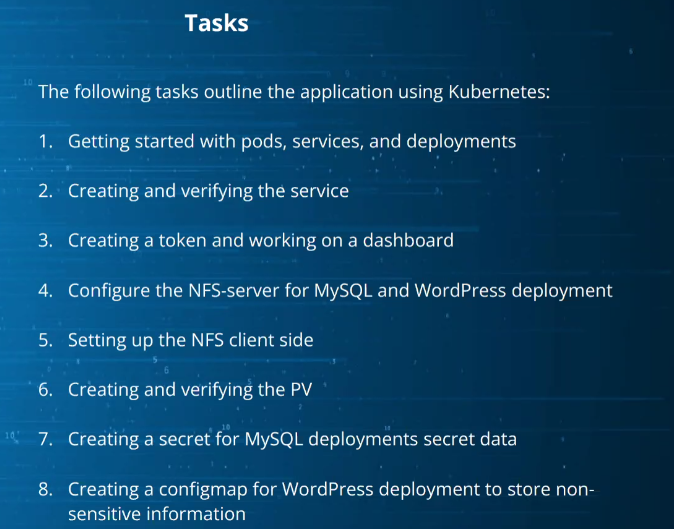 Tasks
The following tasks outline the application using Kubernetes:
1. Getting started with pods, services, and deployments
2. Creating and verifying the service
3. Creating a token and working on a dashboard
4. Configure the NFS-server for MySQL and WordPress deployment
5. Setting up the NFS client side
6. Creating and verifying the PV
7. Creating a secret for MySQL deployments secret data
8. Creating a configmap for WordPress deployment to store non-
sensitive information